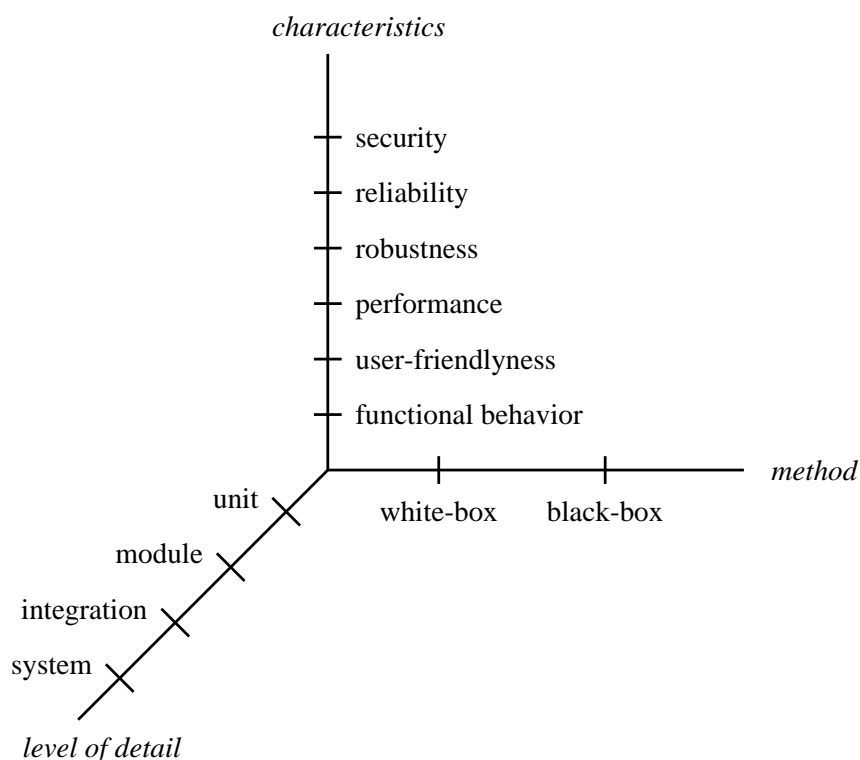 characteristics
security
reliability
robustness
performance
user-friendlyness
functional behavior
method
unit
white-box
black-box
module
integration
system
level of detail